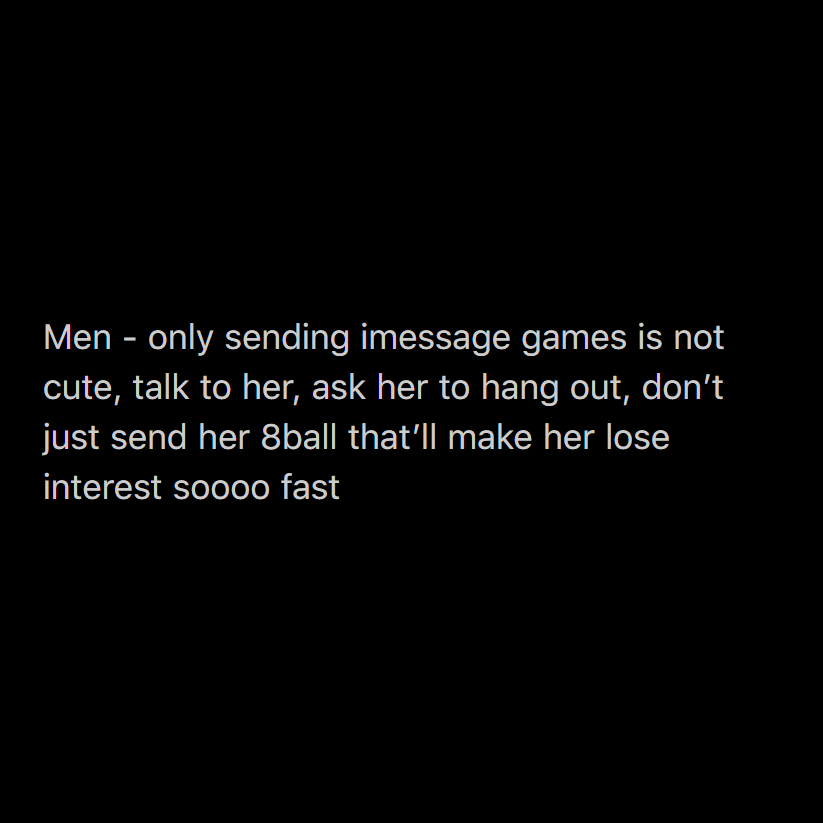 Men - only sending imessage games is not
cute, talk to her, ask her to hang out, don’t
just send her 8ball that’ll make her lose
interest soooo fast